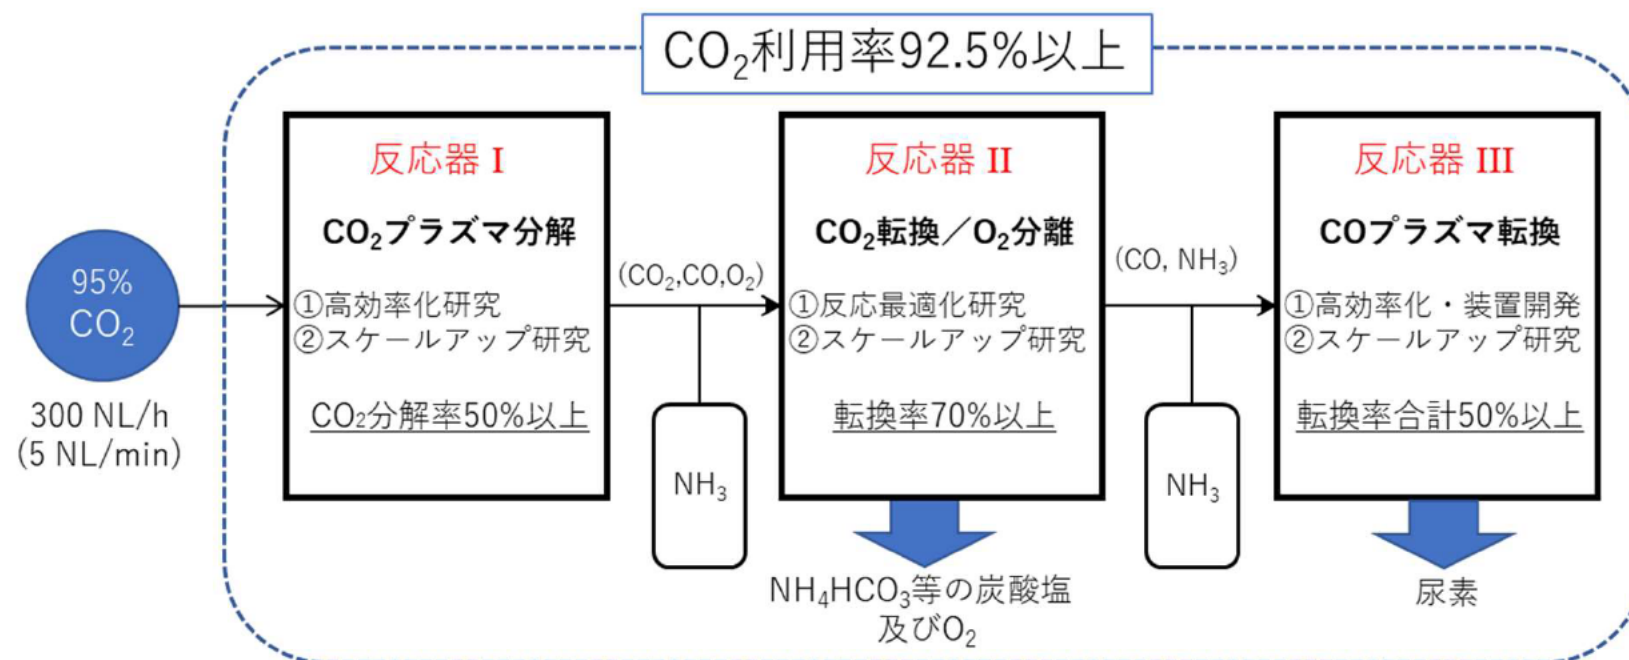 CO₂利用率92.5%以上
95%
CO₂
300 NL/h
(5 NL/min)
反応器 I
CO₂プラズマ分解
①高効率化研究
②スケールアップ研究
CO₂分解率50%以上
(CO₂,CO,O₂)
NH₃
反応器 II
CO₂転換／O₂分離
①反応最適化研究
②スケールアップ研究
転換率70%以上
NH₄HCO₃等の炭酸塩
及びO₂
(CO, NH₃)
NH₃
反応器 III
COプラズマ転換
①高効率化・装置開発
②スケールアップ研究
転換率合計50%以上
尿素